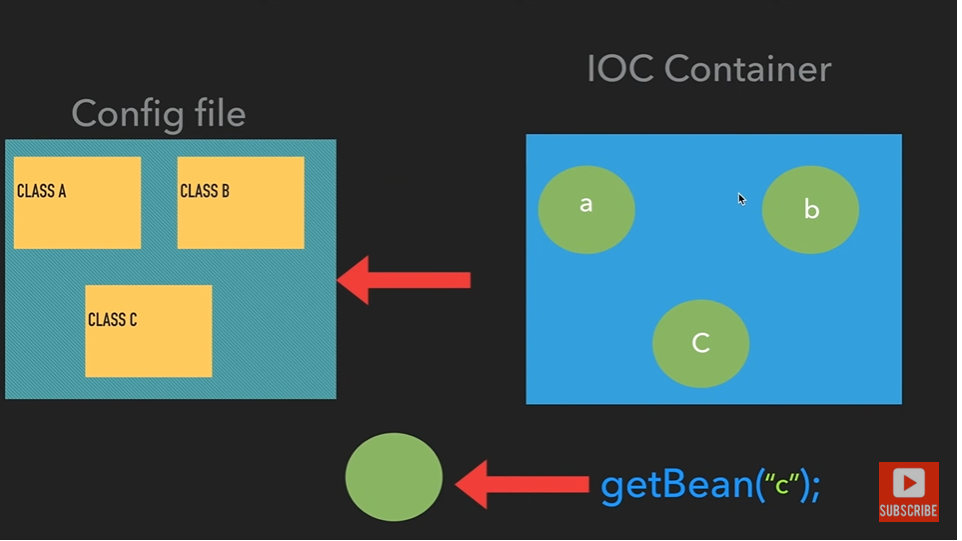 IOC Container
Config file
CLASS A
CLASS B
a
b
CLASS C
C
getBean("c");
SUBSCRIBE